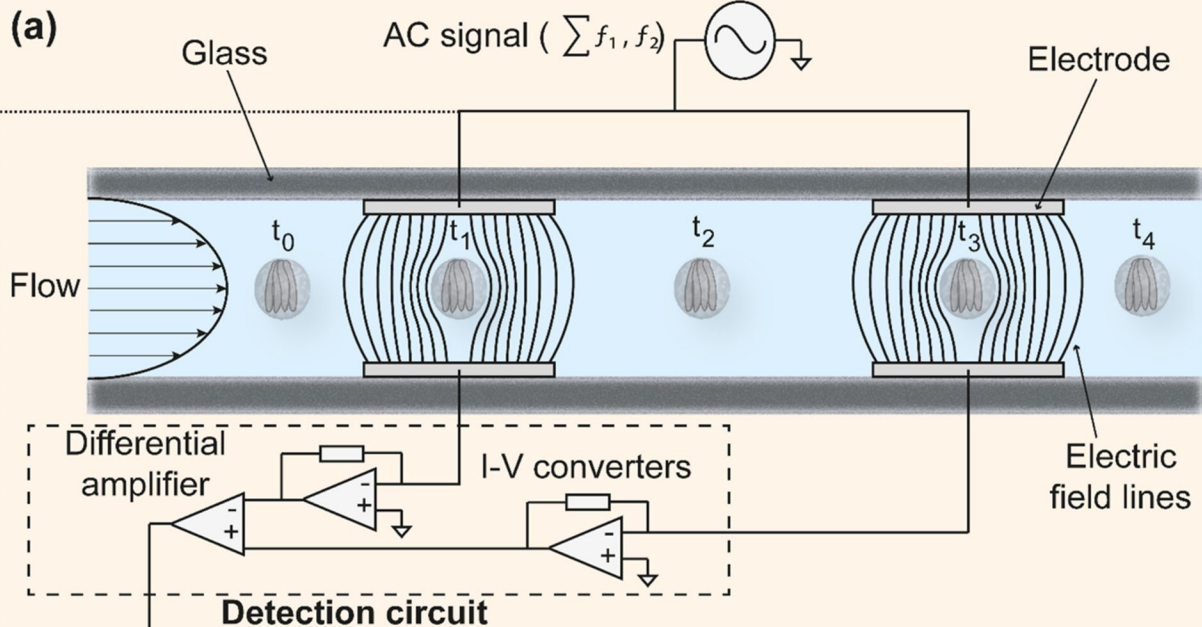 (a)
AC signal ( ∑ f₁ , f₂)
Glass
Electrode
t₀
t₁
t₂
t₃
t₄
Flow
Differential
amplifier
I-V converters
Electric
field lines
-
+
-
+
-
+
Detection circuit